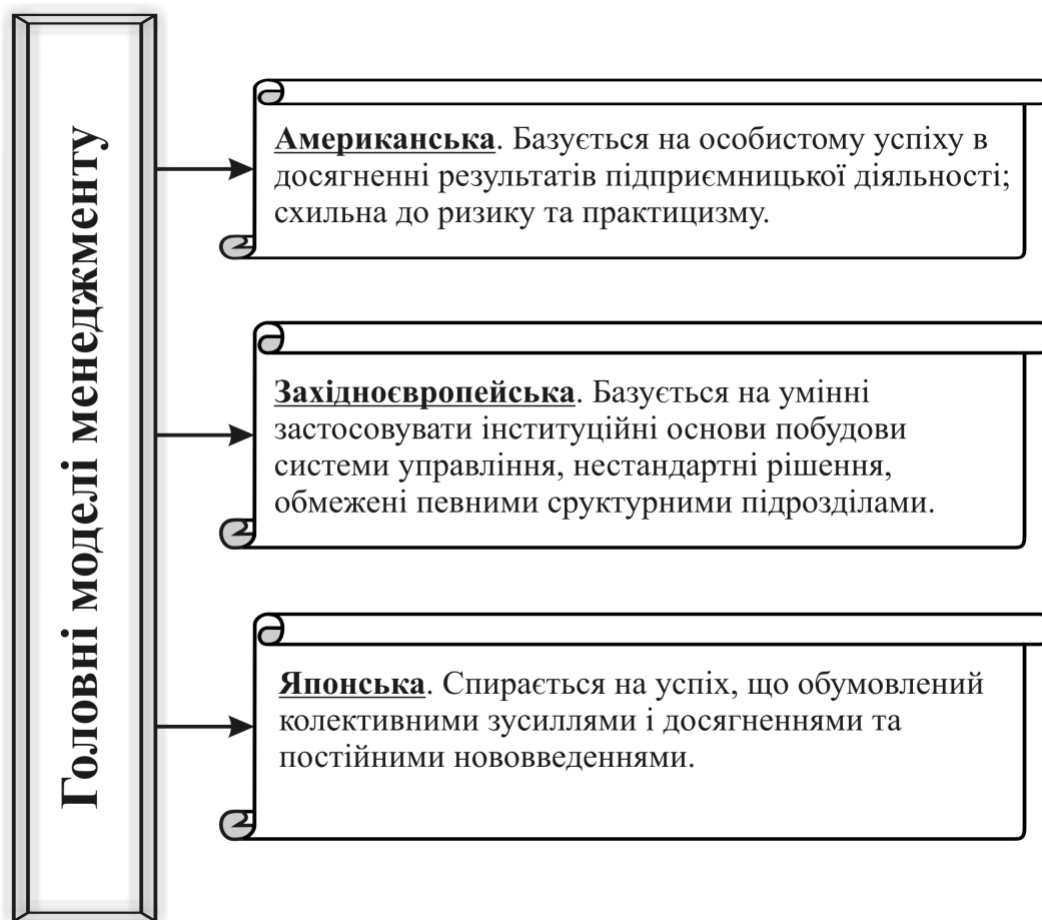 Головні моделі менеджменту
Американська. Базується на особистому успіху в
досягненні результатів підприємницької діяльності;
схильна до ризику та практицизму.
Західноєвропейська. Базується на умінні
застосовувати інституційні основи побудови
системи управління, нестандартні рішення,
обмежені певними сруктурними підрозділами.
Японська. Спирається на успіх, що обумовлений
колективними зусиллями і досягненнями та
постійними нововведеннями.